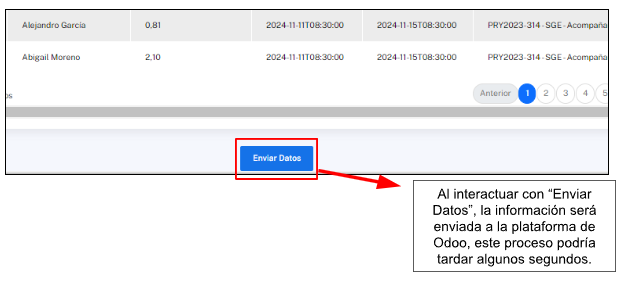 Alejandro García 0,81 2024-11-11T08:30:00 2024-11-15T08:30:00 PRY2023-314 - SGE - Acompaña
Abigail Moreno 2,10 2024-11-11T08:30:00 2024-11-15T08:30:00 PRY2023-314 - SGE - Acompaña
os Anterior 1 2 3 4 5
Enviar Datos
Al interactuar con “Enviar
Datos”, la información será
enviada a la plataforma de
Odoo, este proceso podría
tardar algunos segundos.